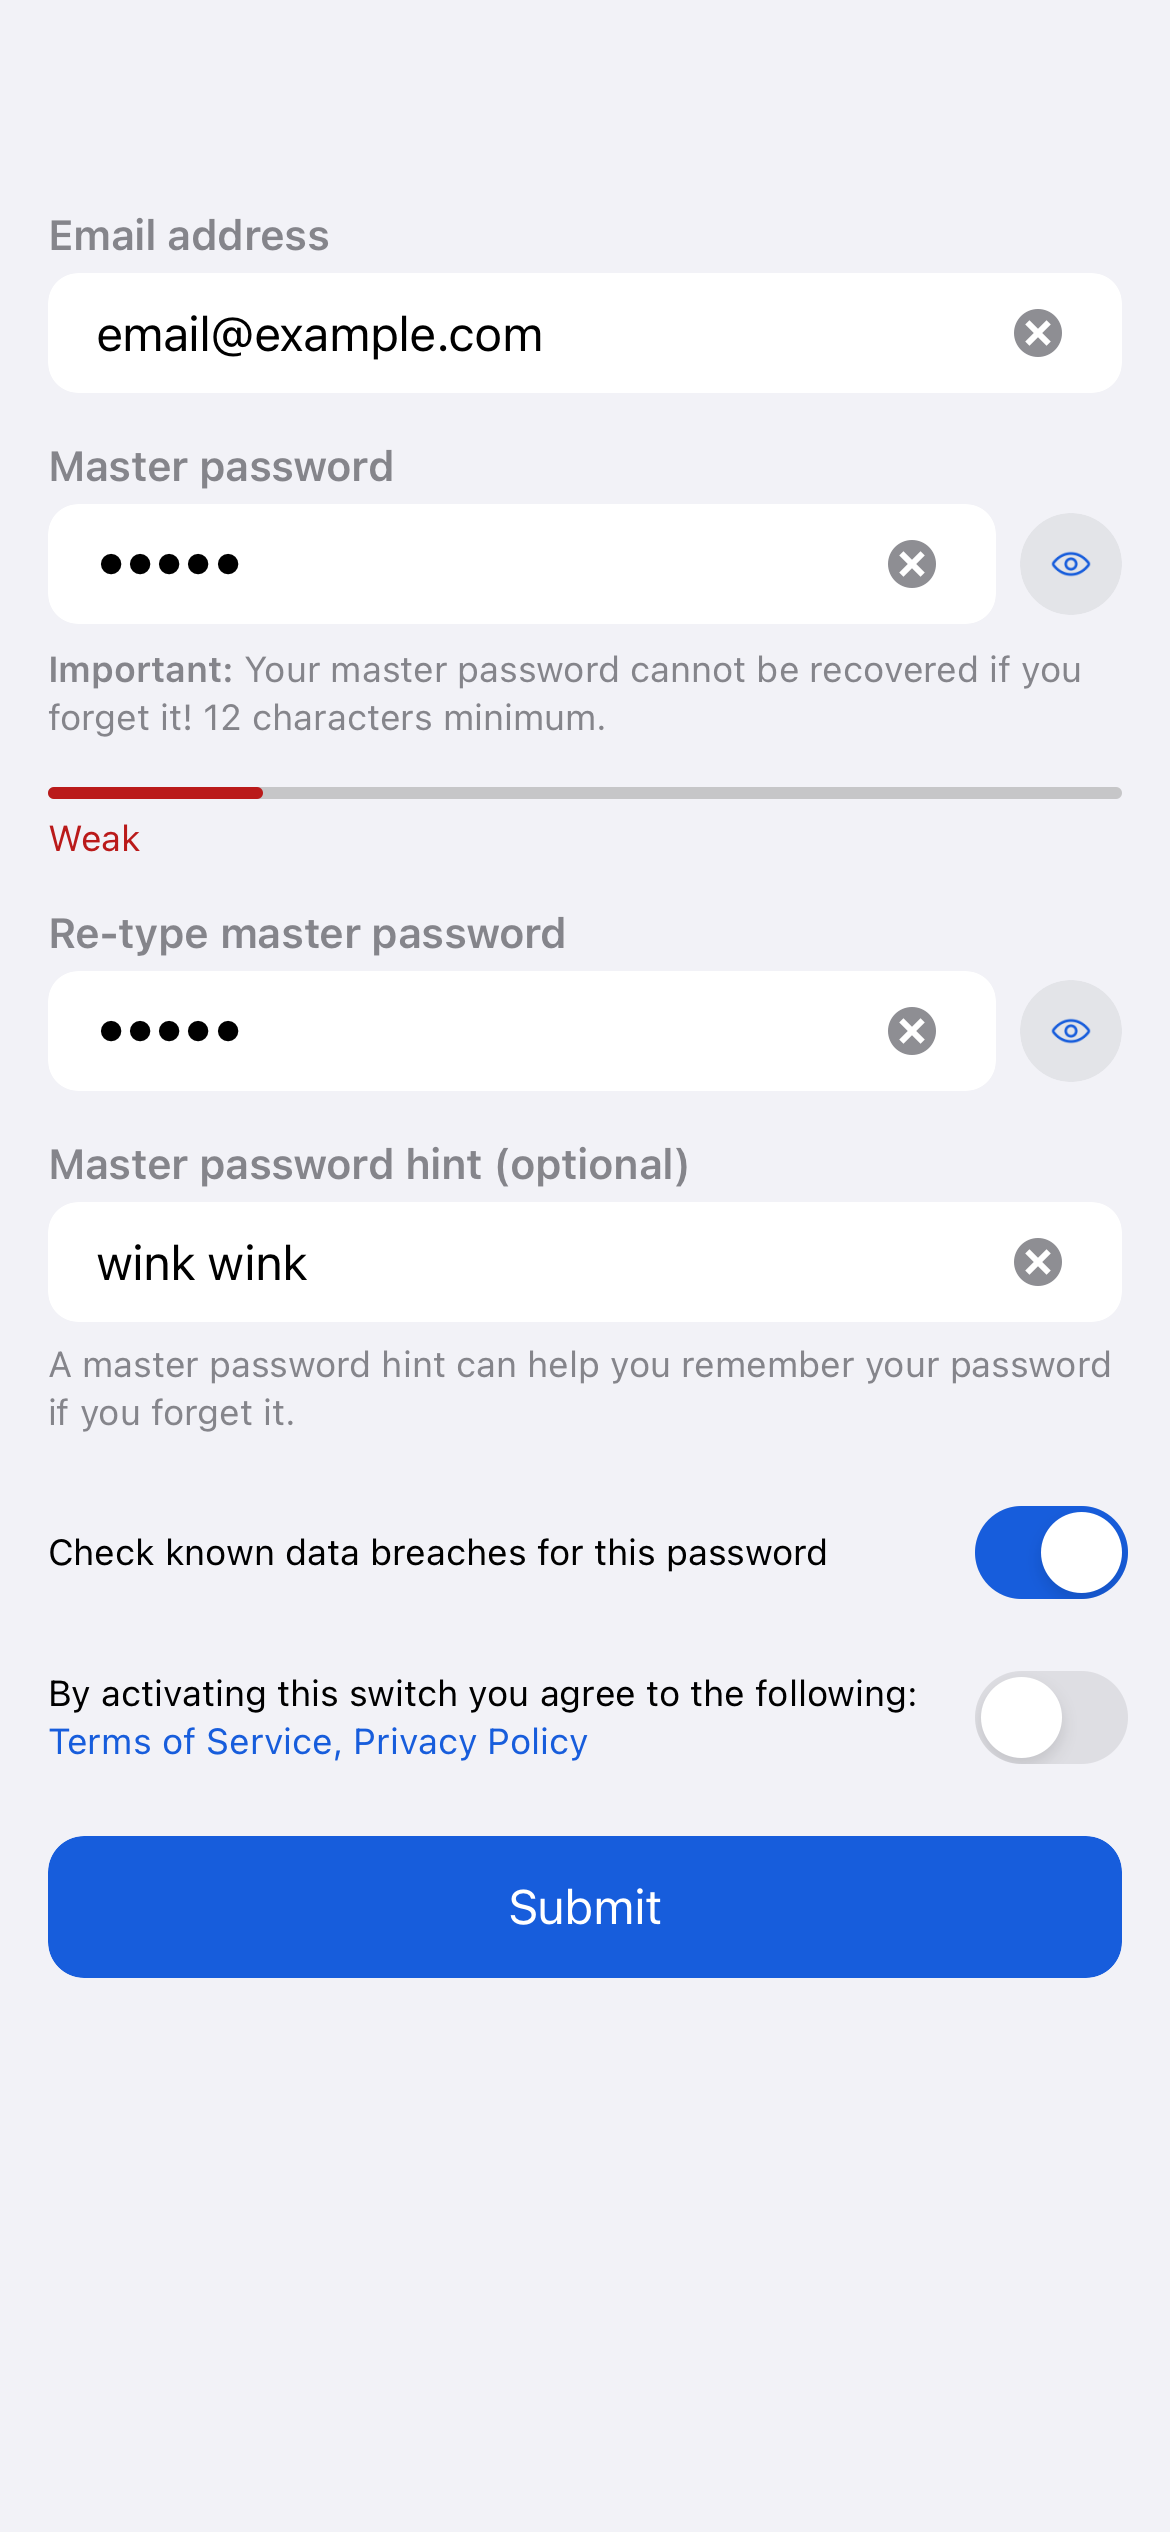 Email address
email@example.com
Master password
•••••
Important: Your master password cannot be recovered if you
forget it! 12 characters minimum.
Weak
Re-type master password
•••••
Master password hint (optional)
wink wink
A master password hint can help you remember your password
if you forget it.
Check known data breaches for this password
By activating this switch you agree to the following:
Terms of Service, Privacy Policy
Submit